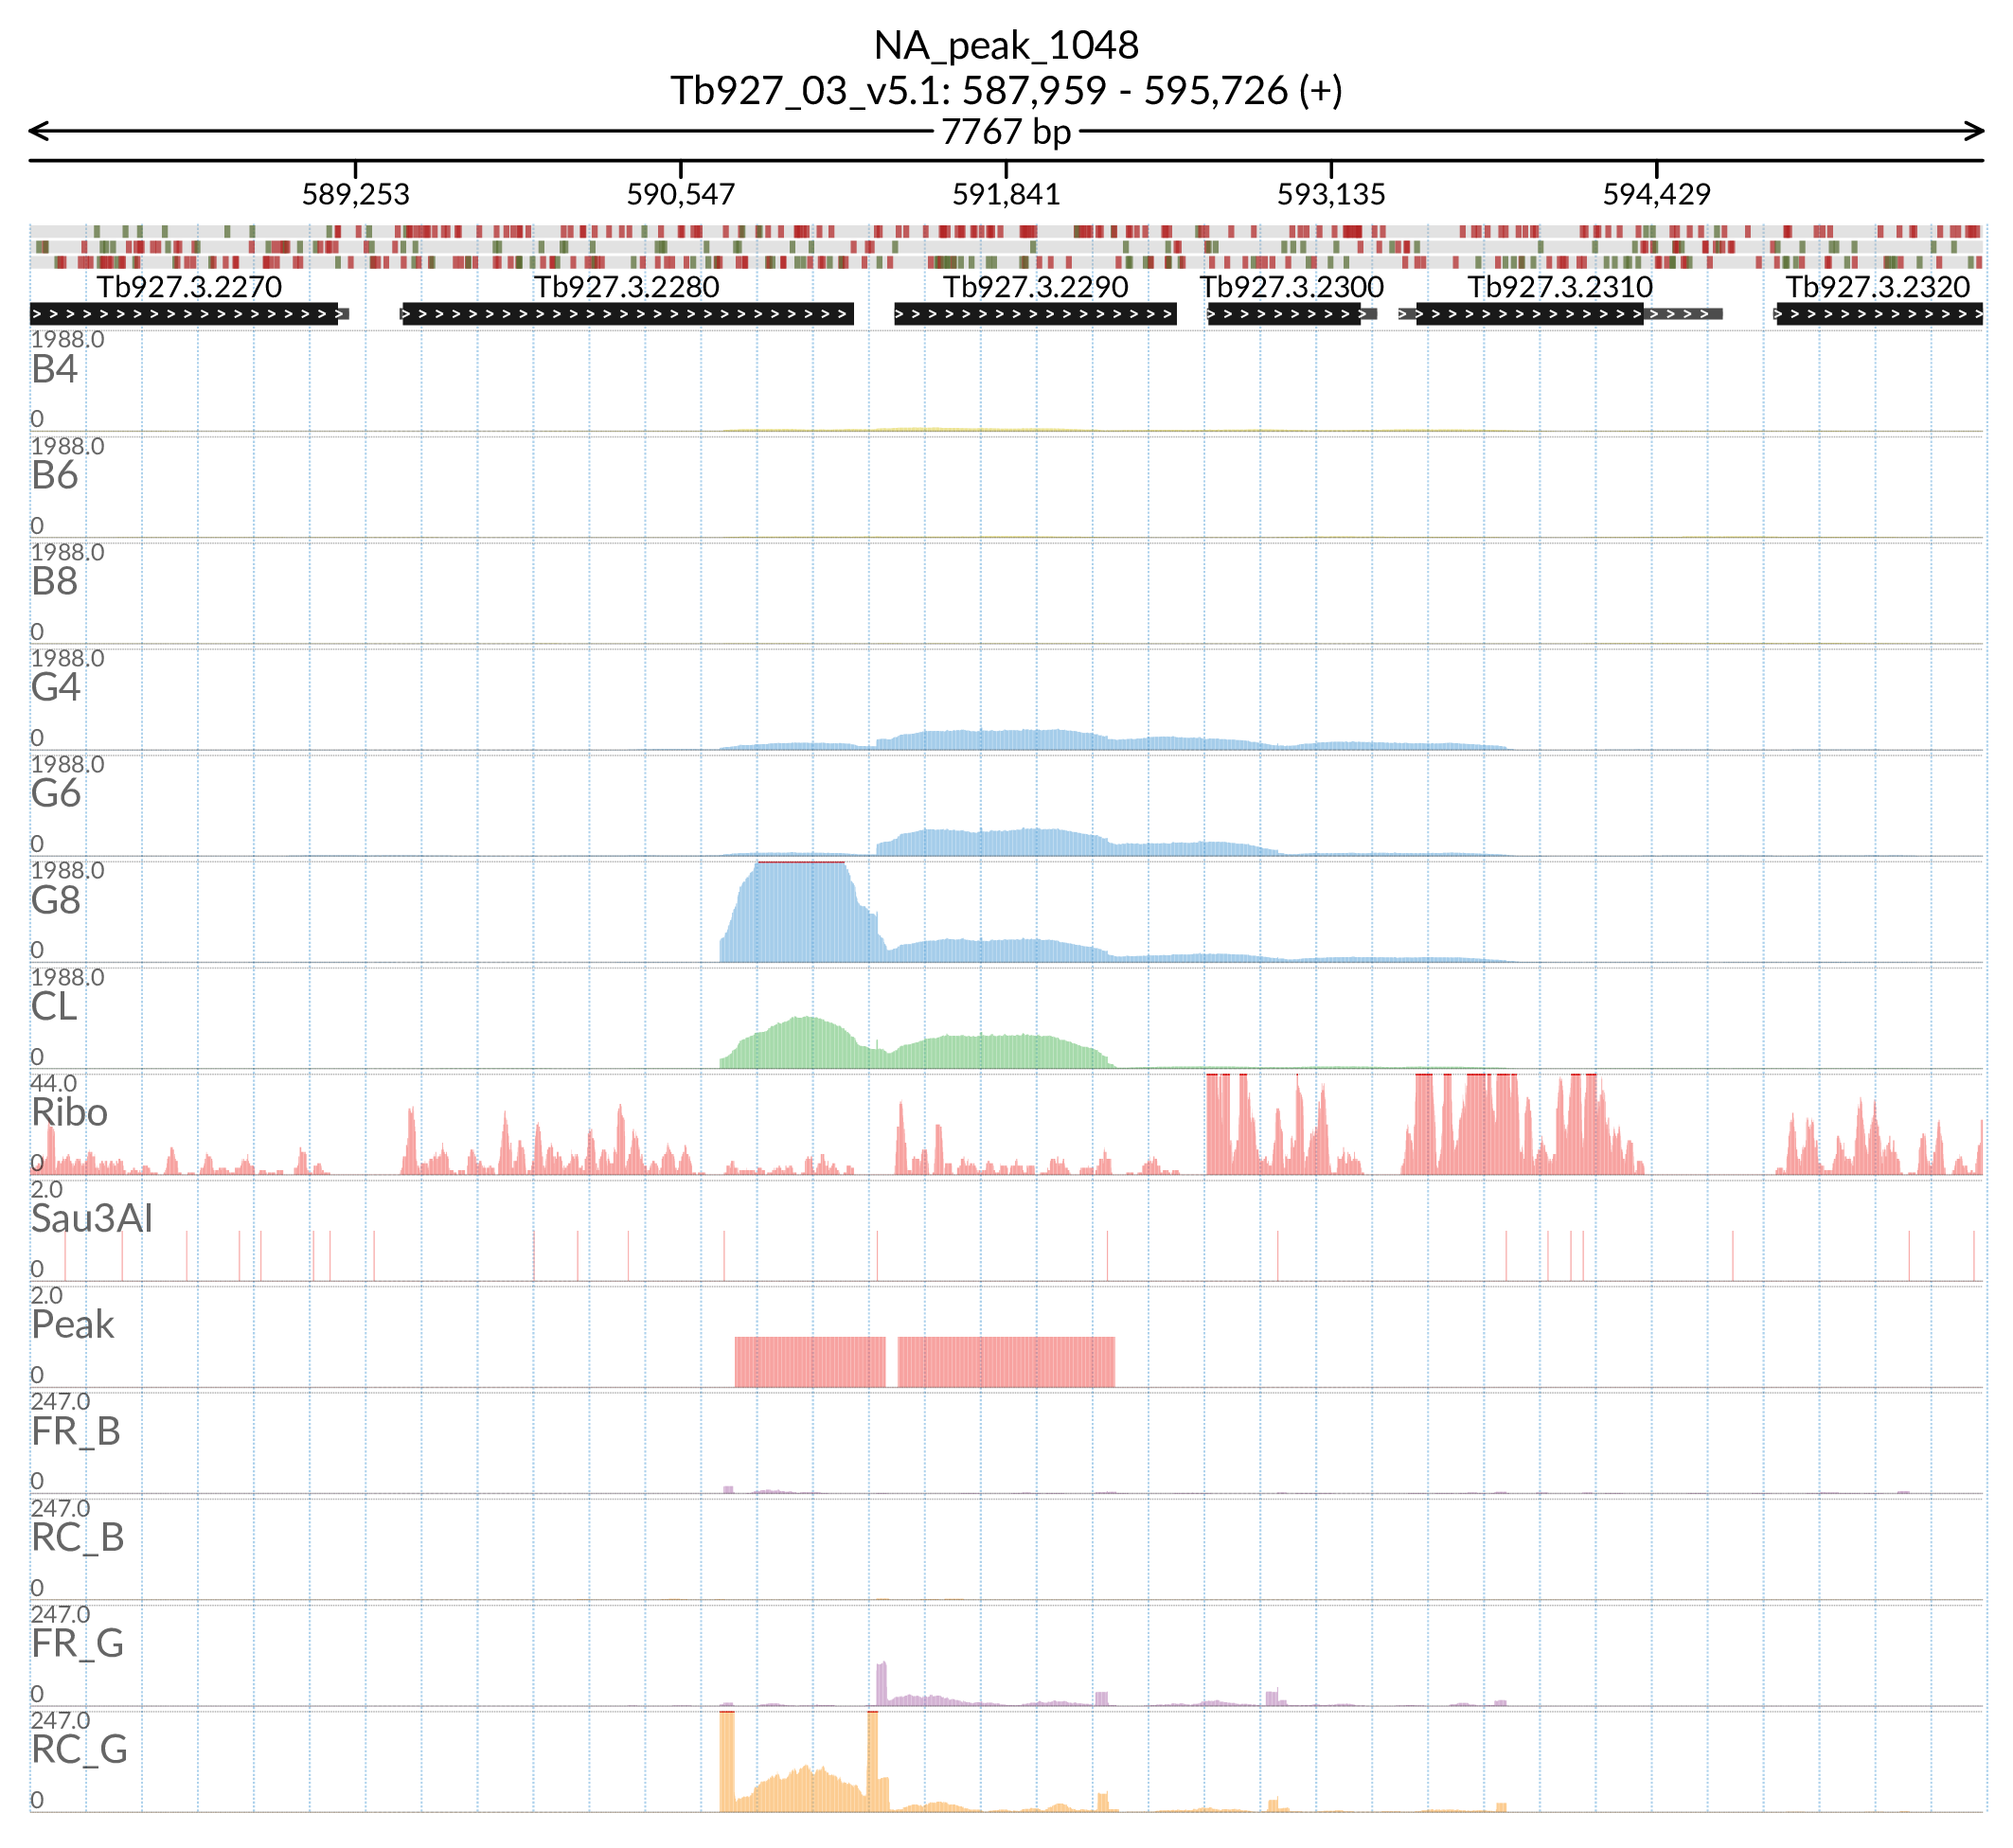 NA_peak_1048
Tb927_03_v5.1: 587,959 - 595,726 (+)
7767 bp
589,253 590,547 591,841 593,135 594,429
Tb927.3.2270 Tb927.3.2280 Tb927.3.2290 Tb927.3.2300 Tb927.3.2310 Tb927.3.2320
1988.0
B4
0
1988.0
B6
0
1988.0
B8
0
1988.0
G4
0
1988.0
G6
0
1988.0
G8
0
1988.0
CL
0
44.0
Ribo
0
2.0
Sau3AI
0
2.0
Peak
0
247.0
FR_B
0
247.0
RC_B
0
247.0
FR_G
0
247.0
RC_G
0